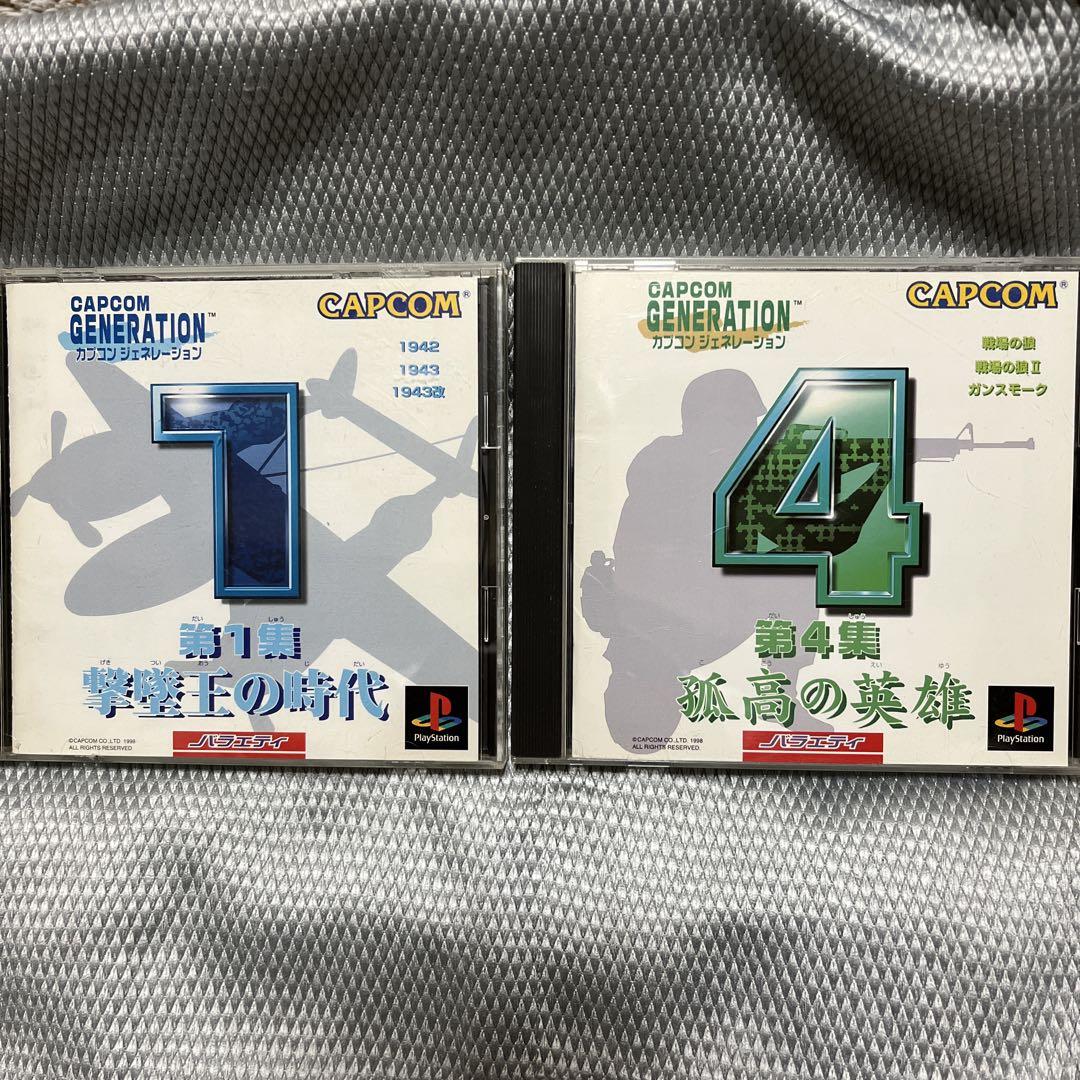 CAPCOM
GENERATION™
カプコン ジェネレーション
CAPCOM®
1942
1943
1943改
1
だい しゅう
第1集
げき つい おう じ だい
撃墜王の時代
©CAPCOM CO.,LTD 1998
ALL RIGHTS RESERVED.
バラエティ
PlayStation
CAPCOM
GENERATION™
カプコン ジェネレーション
CAPCOM®
戦場の狼
戦場の狼II
ガンスモーク
4
だい しゅう
第4集
こ こう えい ゆう
孤高の英雄
©CAPCOM CO.,LTD. 1998
ALL RIGHTS RESERVED.
バラエティ
PlayStation